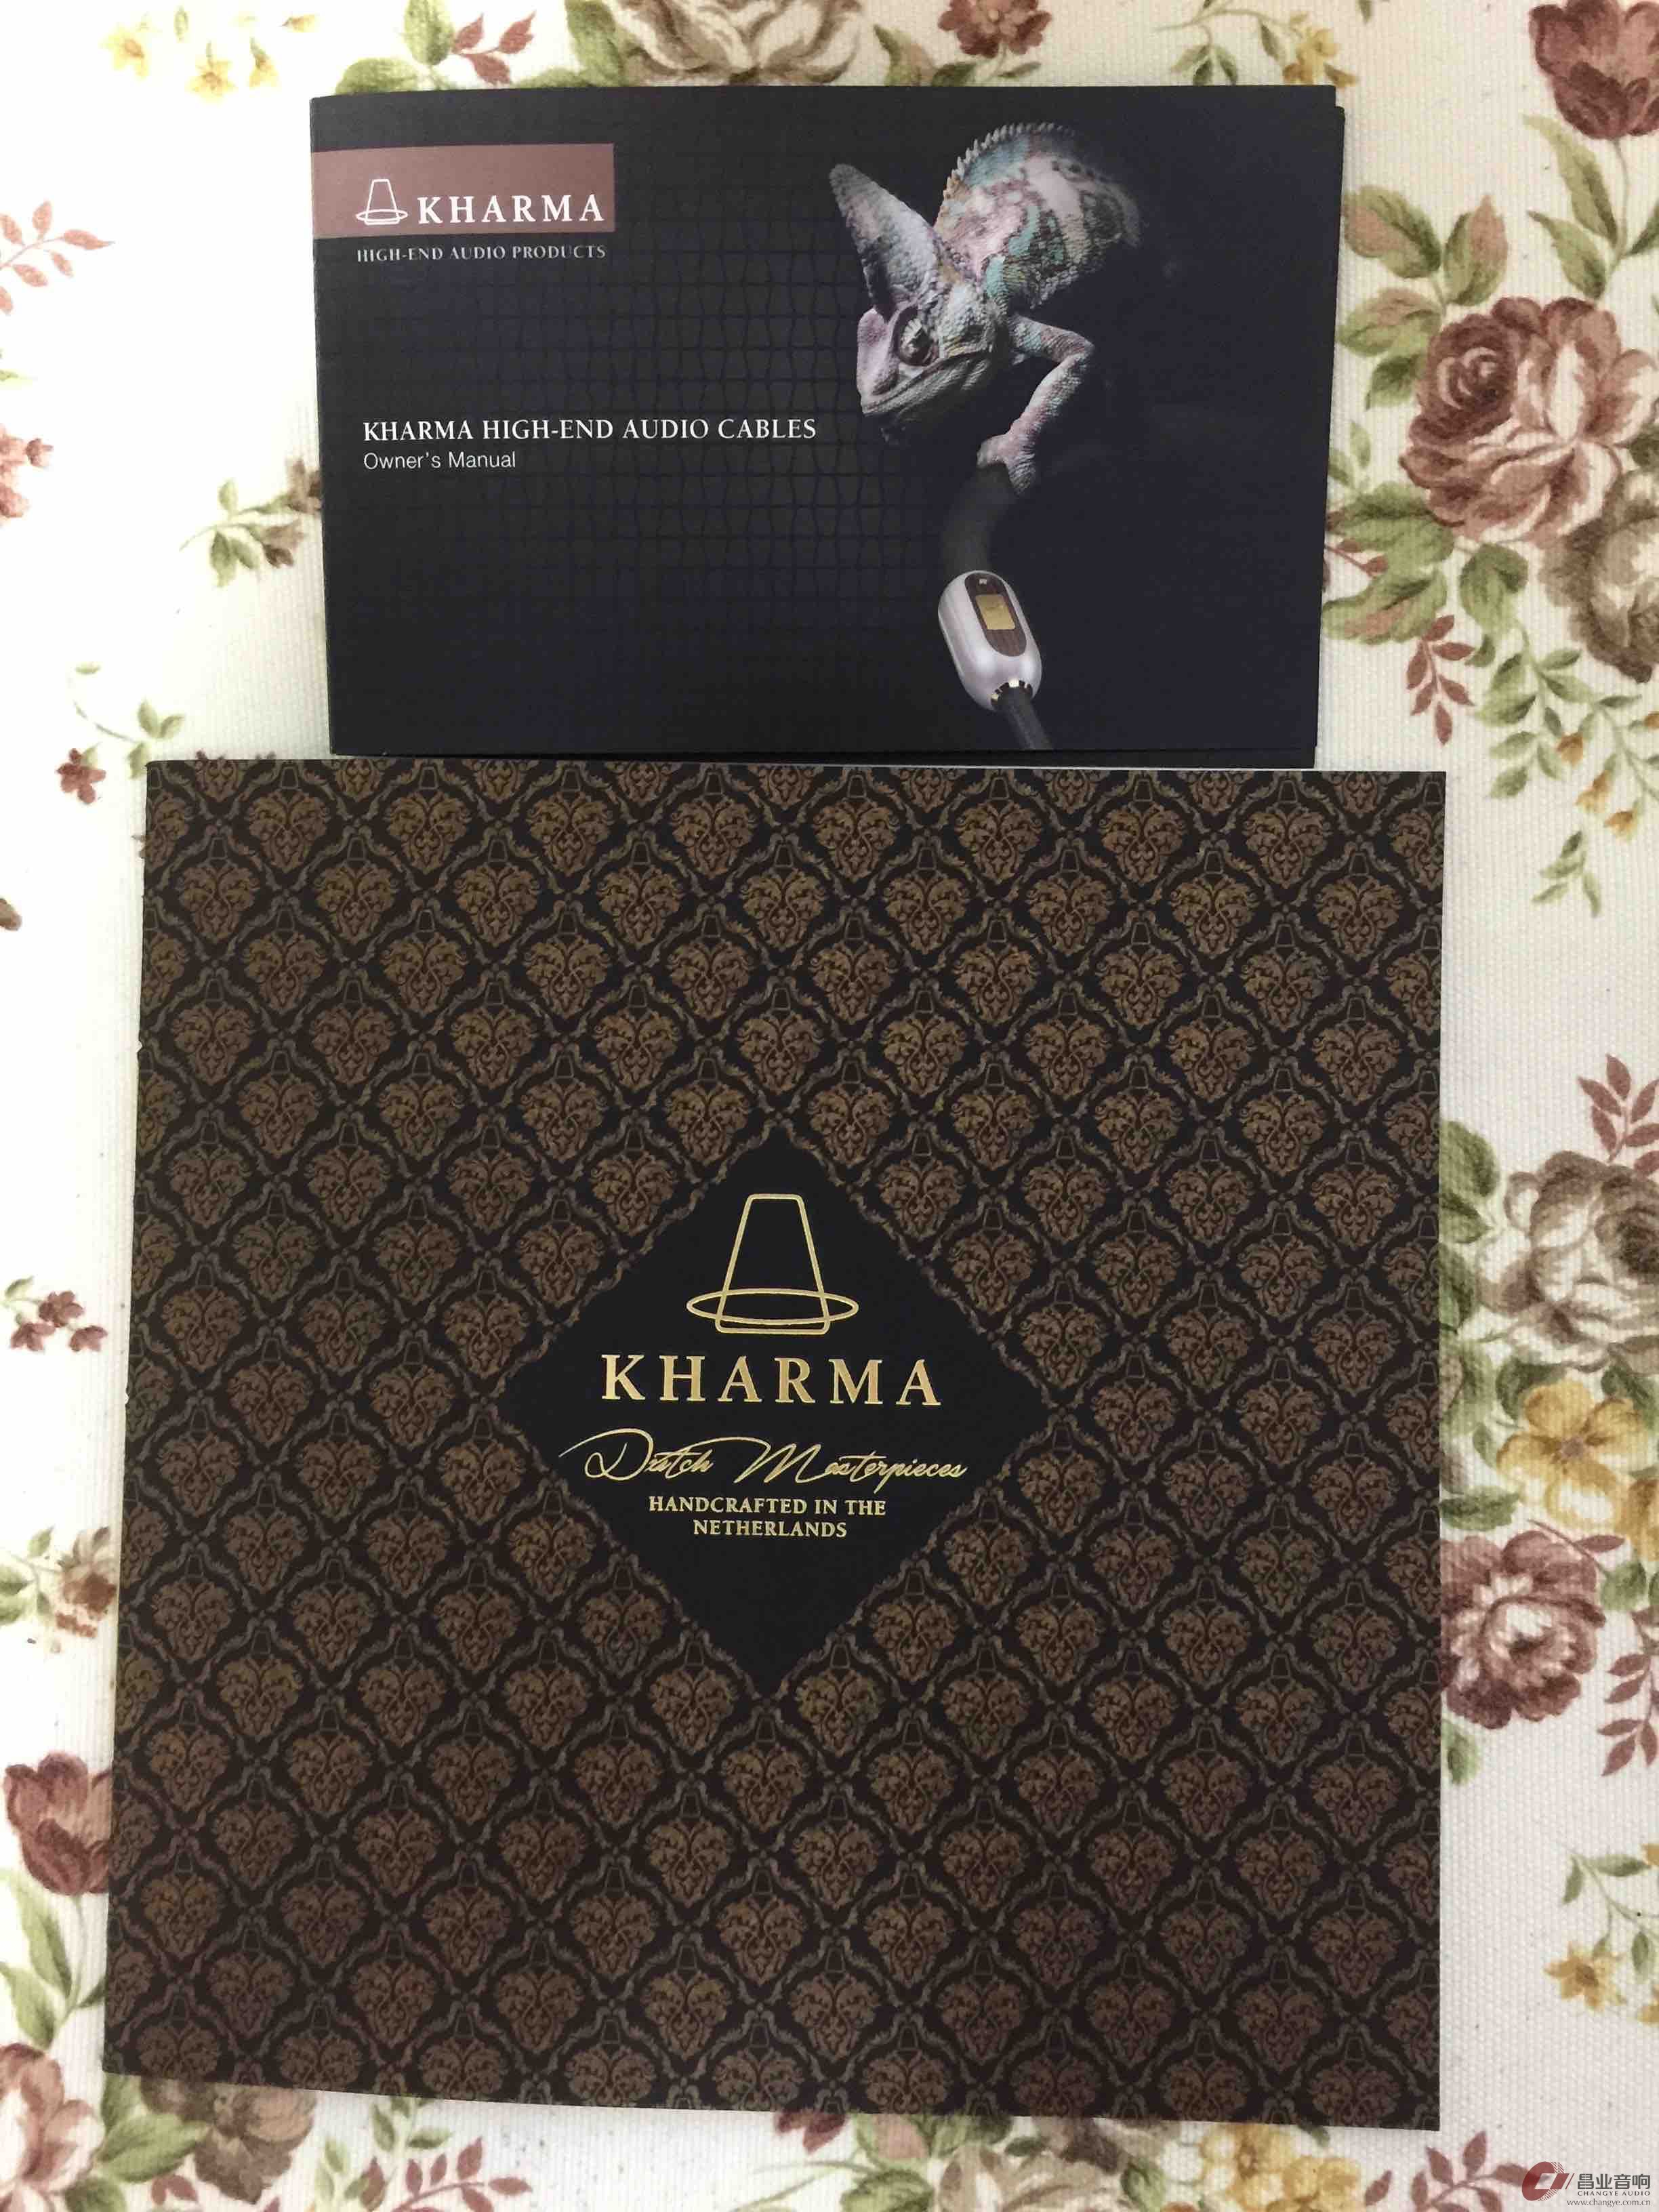 KHARMA
HIGH-END AUDIO PRODUCTS
KHARMA HIGH-END AUDIO CABLES
Owner's Manual
KHARMA
Dutch Masterpieces
HANDCRAFTED IN THE
NETHERLANDS
昌业音响
CHANGYE AUDIO
www.changye.com.cn